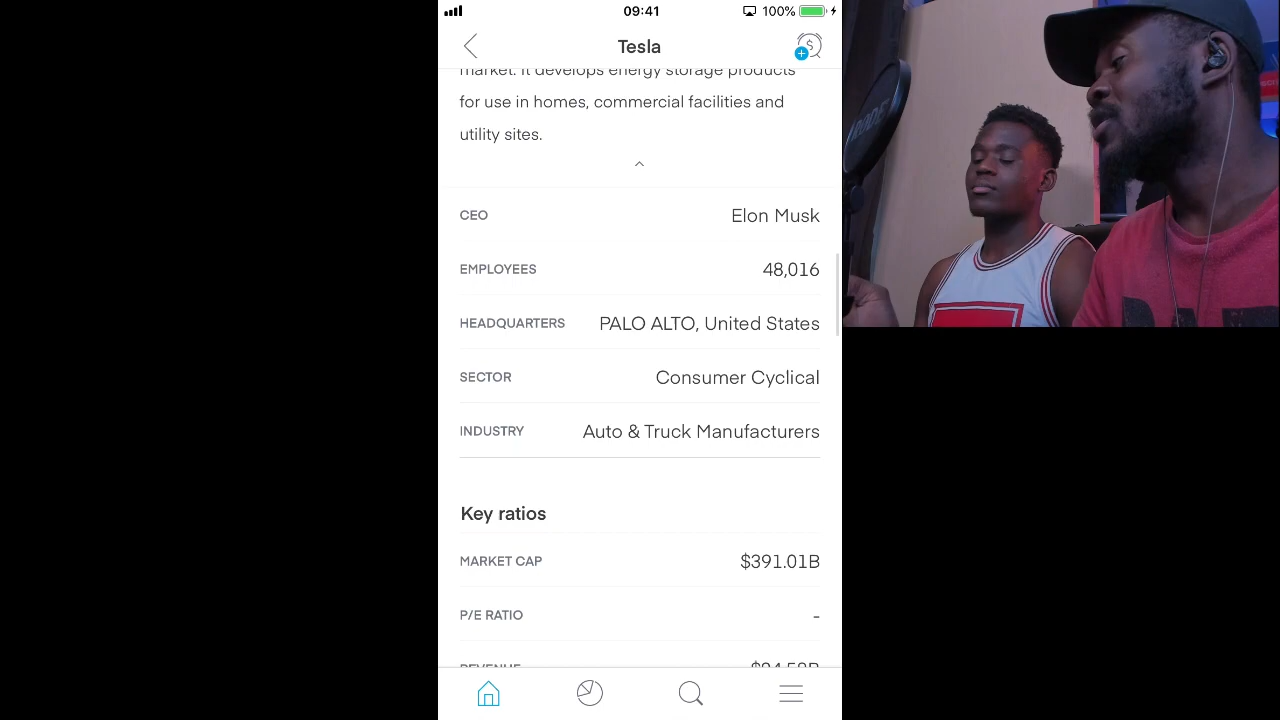 09:41
100%
Tesla
market. It develops energy storage products
for use in homes, commercial facilities and
utility sites.
CEO
Elon Musk
EMPLOYEES
48,016
HEADQUARTERS
PALO ALTO, United States
SECTOR
Consumer Cyclical
INDUSTRY
Auto & Truck Manufacturers
Key ratios
MARKET CAP
$391.01B
P/E RATIO
-
REVENUE
RODE